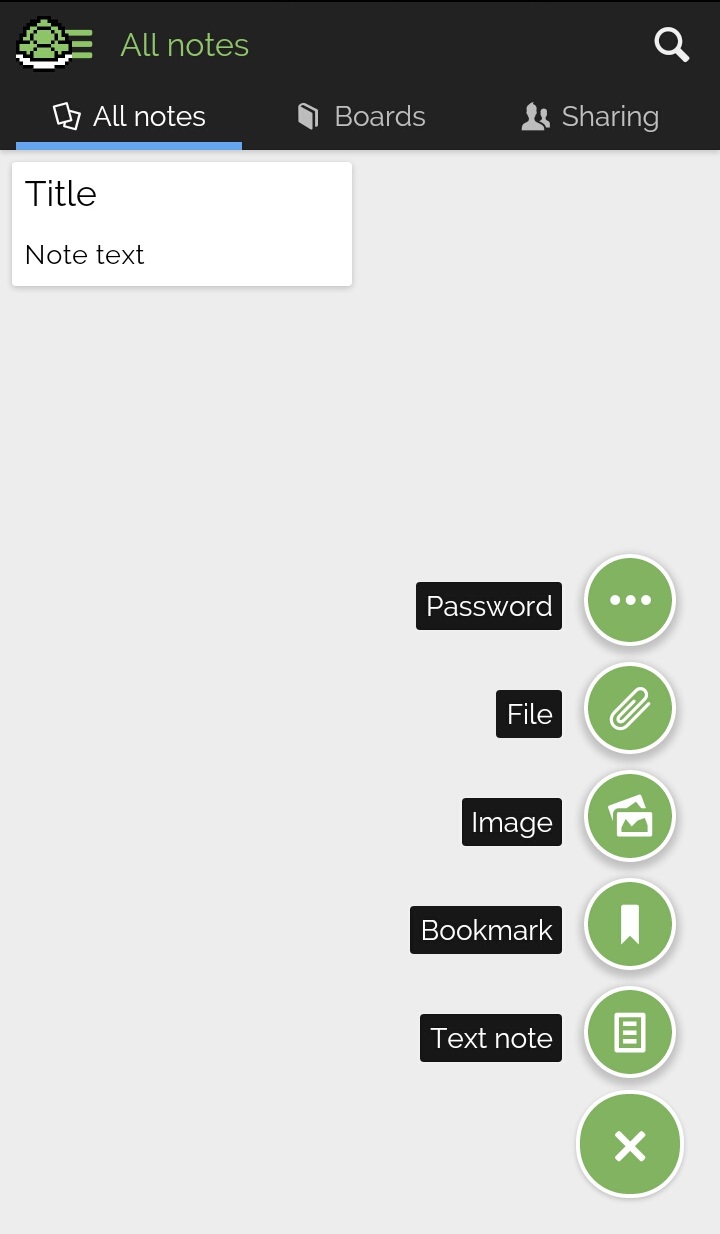 All notes
All notes
Boards
Sharing
Title
Note text
Password
File
Image
Bookmark
Text note